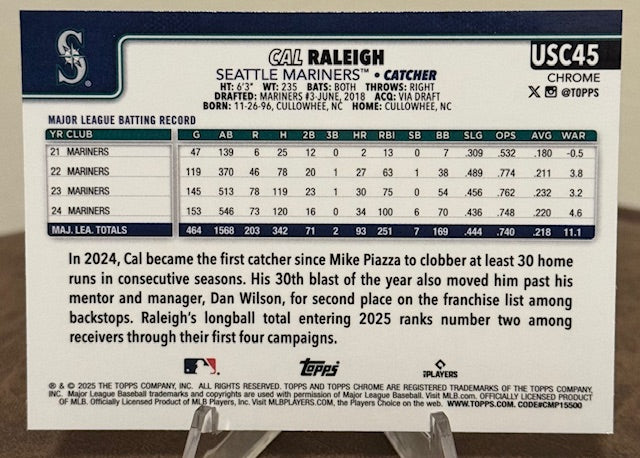 S
CAL RALEIGH
USC45
SEATTLE MARINERS™ • CATCHER
CHROME
HT: 6'3" WT: 235 BATS: BOTH THROWS: RIGHT
X @TOPPS
DRAFTED: MARINERS #3-JUNE, 2018 ACQ: VIA DRAFT
BORN: 11-26-96, CULLOWHEE, NC HOME: CULLOWHEE, NC
MAJOR LEAGUE BATTING RECORD
YR CLUB G AB R H 2B 3B HR RBI SB BB SLG OPS AVG WAR
21 MARINERS 47 139 6 25 12 0 2 13 0 7 .309 .532 .180 -0.5
22 MARINERS 119 370 46 78 20 1 27 63 1 38 .489 .774 .211 3.8
23 MARINERS 145 513 78 119 23 1 30 75 0 54 .456 .762 .232 3.2
24 MARINERS 153 546 73 120 16 0 34 100 6 70 .436 .748 .220 4.6
MAJ. LEA. TOTALS 464 1568 203 342 71 2 93 251 7 169 .444 .740 .218 11.1
In 2024, Cal became the first catcher since Mike Piazza to clobber at least 30 home
runs in consecutive seasons. His 30th blast of the year also moved him past his
mentor and manager, Dan Wilson, for second place on the franchise list among
backstops. Raleigh's longball total entering 2025 ranks number two among
receivers through their first four campaigns.
Topps
PLAYERS
® & © 2025 THE TOPPS COMPANY, INC. ALL RIGHTS RESERVED. TOPPS AND TOPPS CHROME ARE REGISTERED TRADEMARKS OF THE TOPPS COMPANY,
INC. Major League Baseball trademarks and copyrights are used with permission of Major League Baseball. Visit MLB.com. OFFICIALLY LICENSED PRODUCT
OF MLB. Officially Licensed Product of MLB Players, Inc. Visit MLBPLAYERS.COM, the Players Choice on the web. WWW.TOPPS.COM. CODE#CMP15500